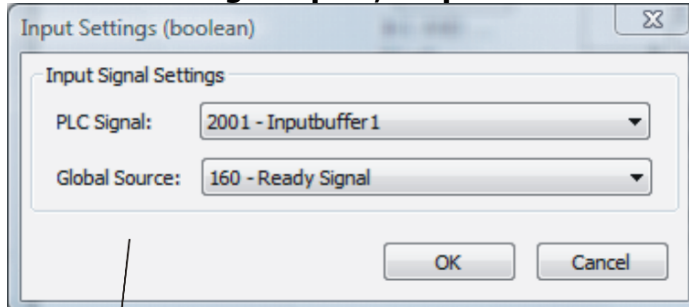 Input Settings (boolean)
Input Signal Settings
PLC Signal: 2001 - Inputbuffer1
Global Source: 160 - Ready Signal
OK Cancel